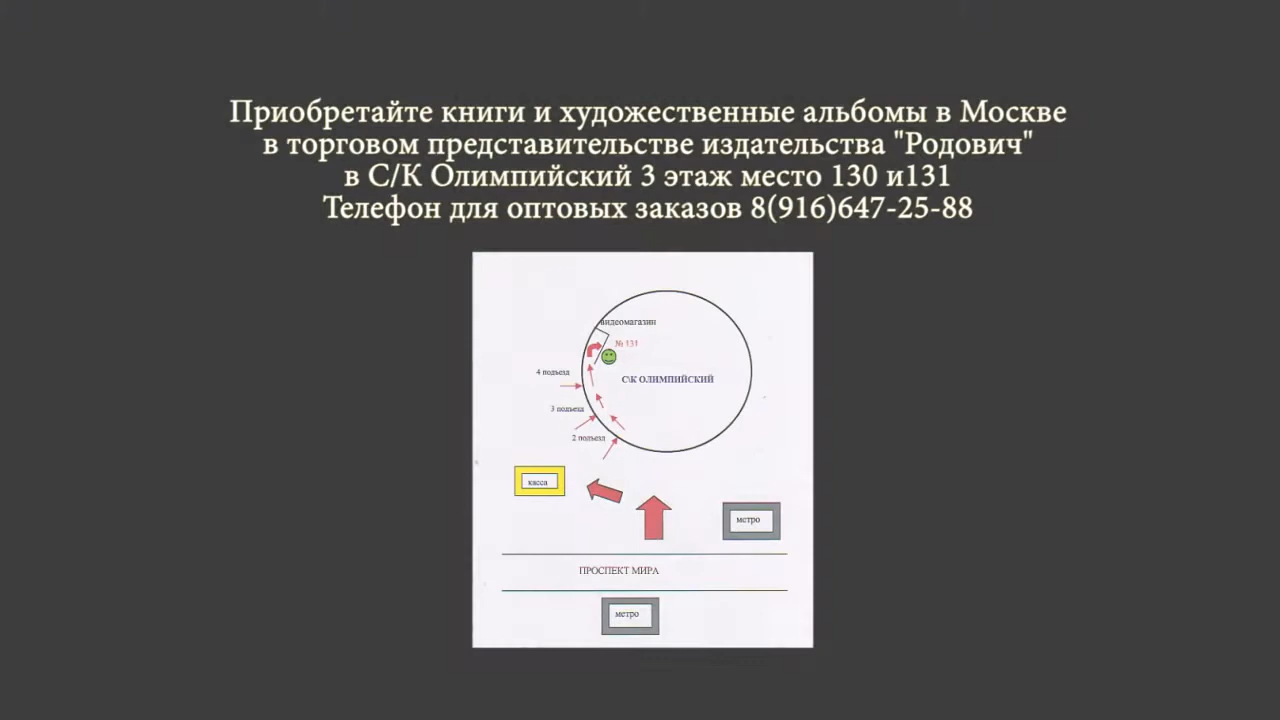 Приобретайте книги и художественные альбомы в Москве
в торговом представительстве издательства "Родович"
в С/К Олимпийский 3 этаж место 130 и131
Телефон для оптовых заказов 8(916)647-25-88
видеомагазин
№ 131
4 подъезд
С\К ОЛИМПИЙСКИЙ
3 подъезд
2 подъезд
касса
метро
ПРОСПЕКТ МИРА
метро